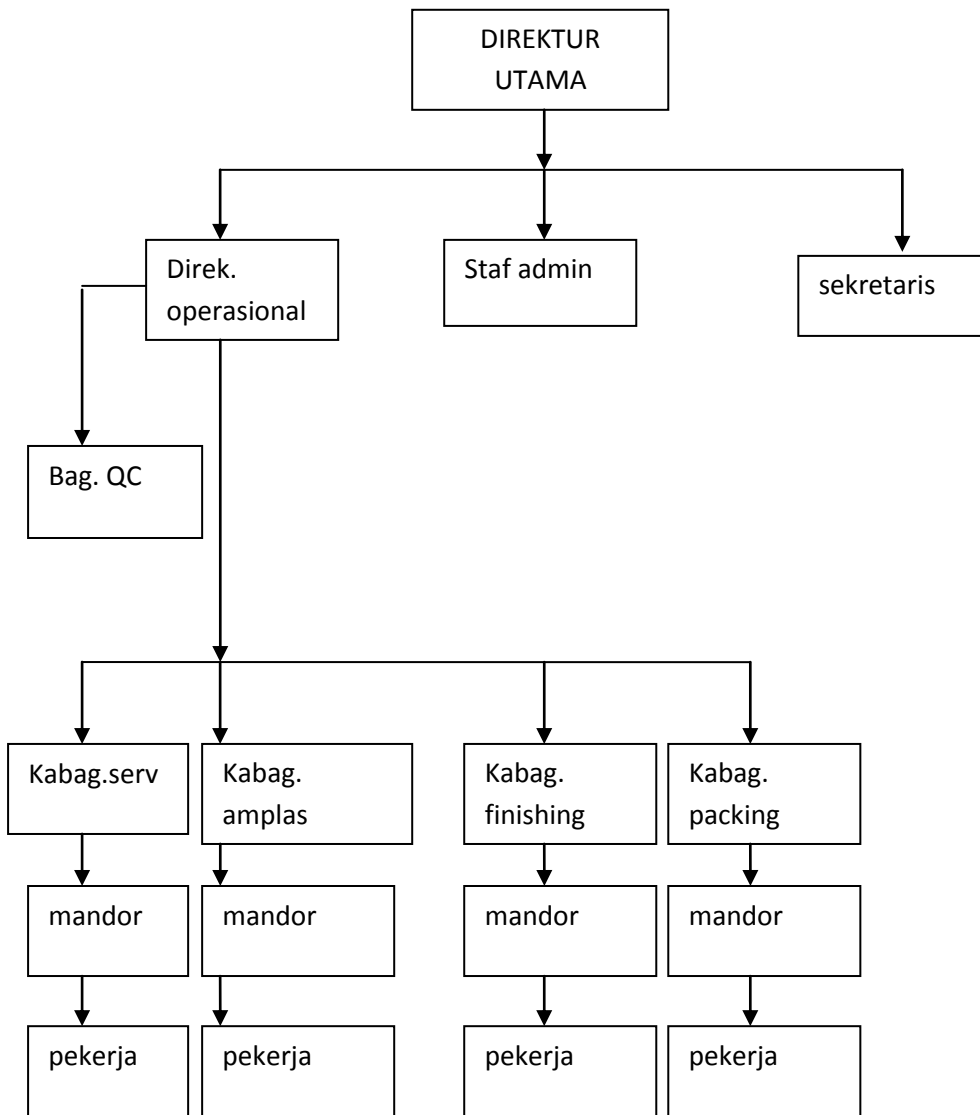 DIREKTUR
UTAMA
Direk.
operasional
Staf admin
sekretaris
Bag. QC
Kabag.serv
Kabag.
amplas
Kabag.
finishing
Kabag.
packing
mandor
mandor
mandor
mandor
pekerja
pekerja
pekerja
pekerja